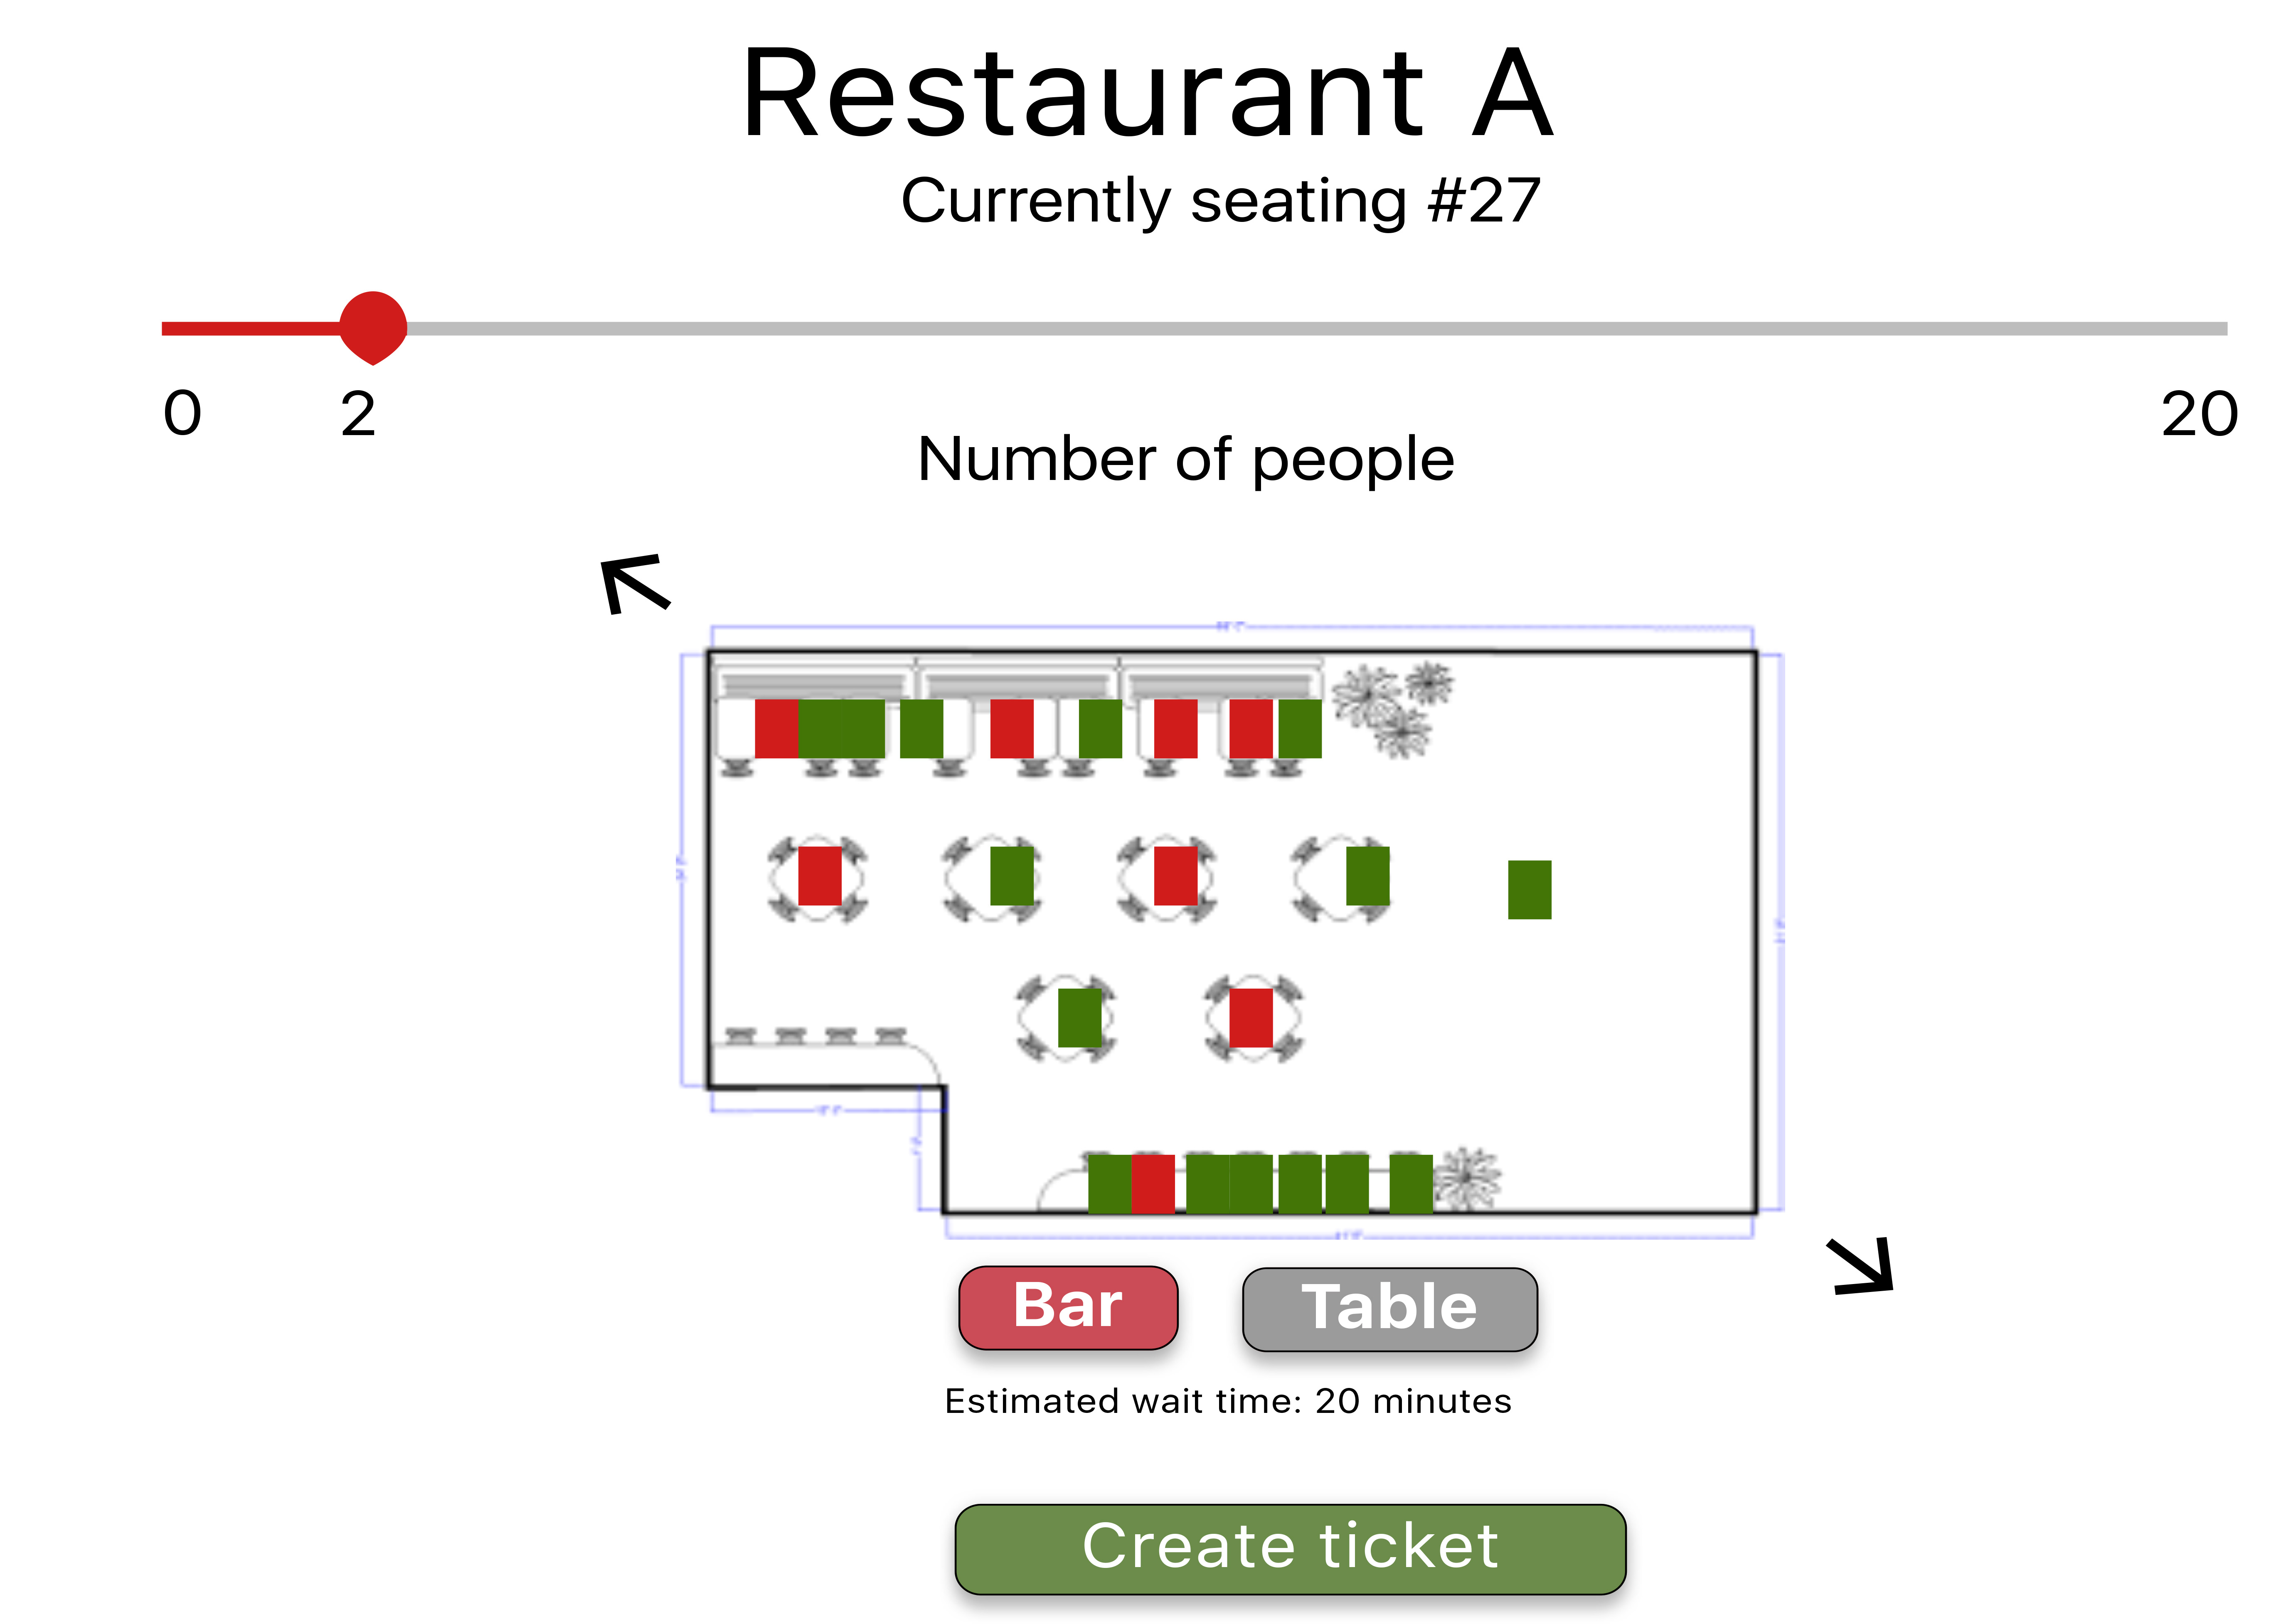 Restaurant A
Currently seating #27
0 2 20
Number of people
Bar Table
Estimated wait time: 20 minutes
Create ticket